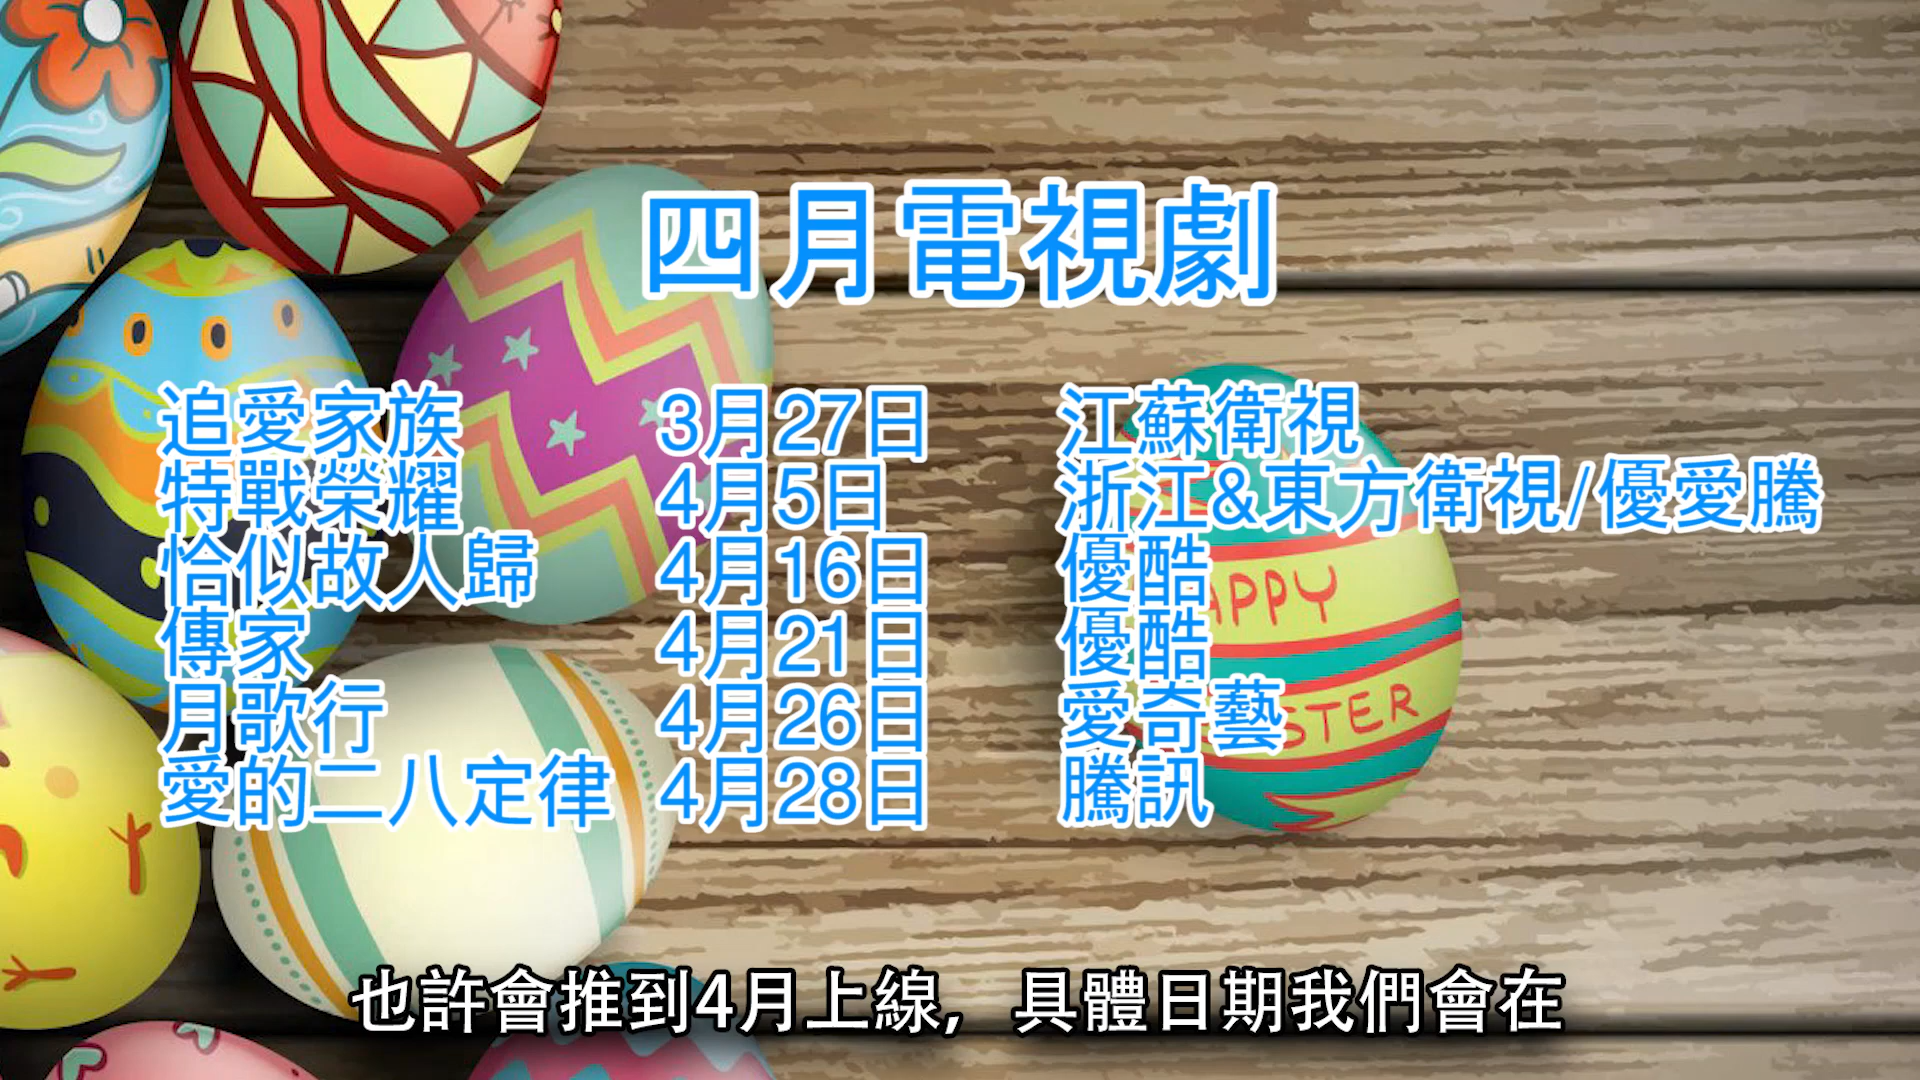 四月電視劇
追愛家族 3月27日 江蘇衛視
特戰榮耀 4月5日 浙江&東方衛視/優愛騰
恰似故人歸 4月16日 優酷
傳家 4月21日 優酷
月歌行 4月26日 愛奇藝
愛的二八定律 4月28日 騰訊
APPY
STER
也許會推到4月上線，具體日期我們會在